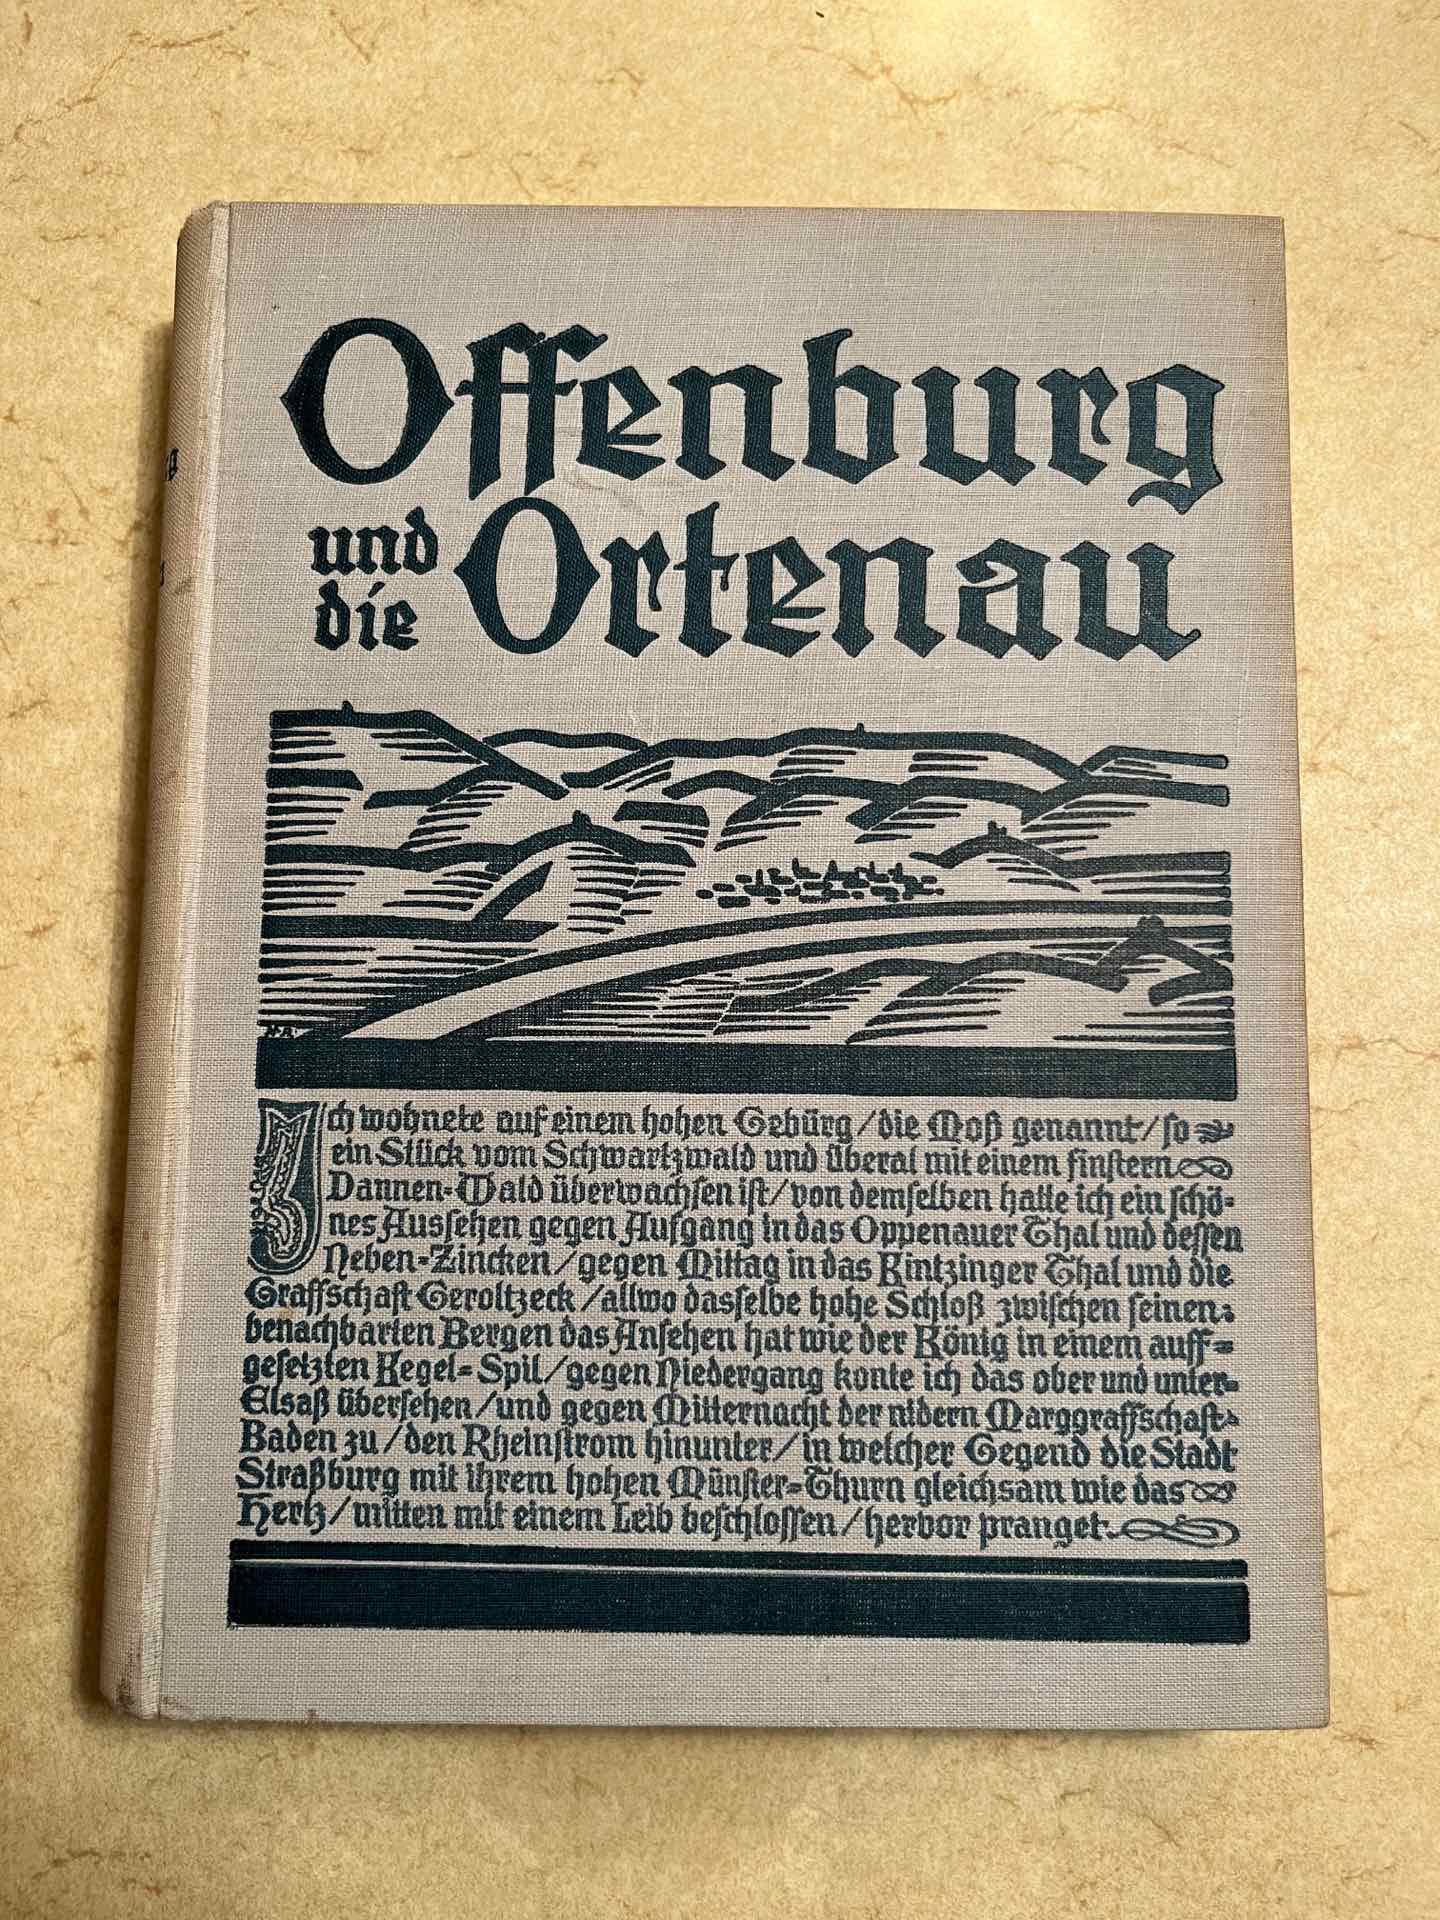 Offenburg
und
die Ortenau
Ich wohnete auf einem hohen Gebürg/die Moß genannt/so
ein Stück vom Schwartzwald und überal mit einem finstern
Dannen-Wald überwachsen ist/von demselben hatte ich ein schö-
nes Aussehen gegen Aufgang in das Oppenauer Thal und dessen
Neben-Zincken/gegen Mittag in das Kintzinger Thal und die
Graffschaft Geroltzeck/allwo dasselbe hohe Schloß zwischen seinen
benachbarten Bergen das Ansehen hat wie der König in einem auff-
gesetzten Kegel-Spil/gegen Niedergang konte ich das ober und unter-
Elsaß übersehen/und gegen Mitternacht der nidern Marggraffschaft
Baden zu/den Rheinstrom hinunter/in welcher Gegend die Stadt
Straßburg mit ihrem hohen Münster-Thurn gleichsam wie das
Hertz/mitten mit einem Leib beschlossen/hervor pranget.